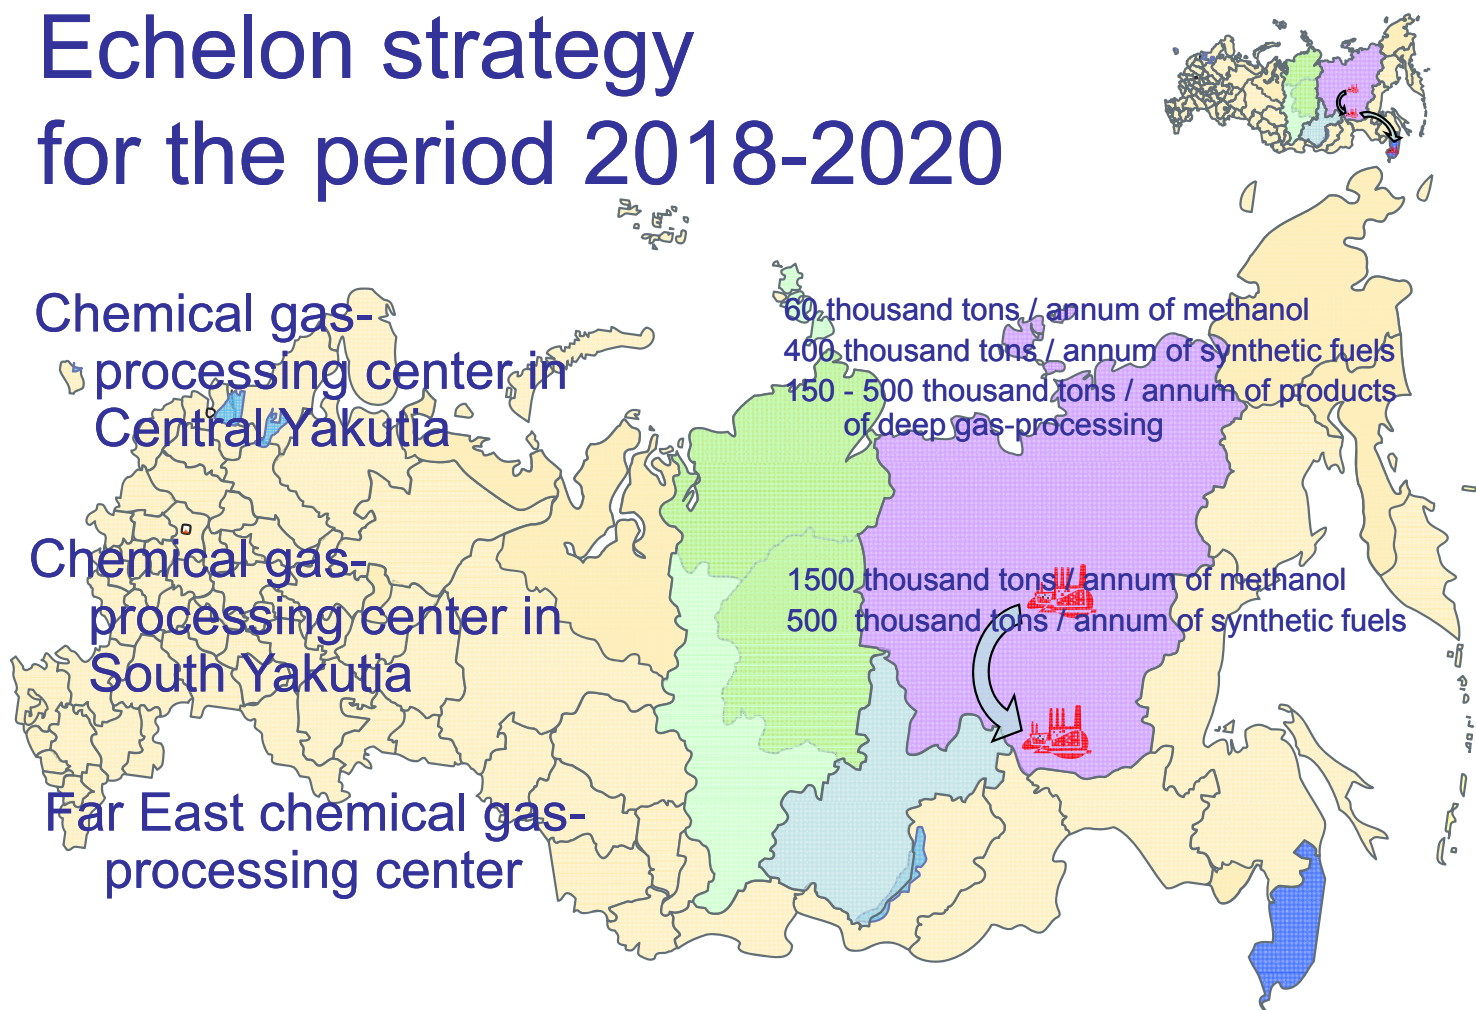 Echelon strategy
for the period 2018-2020
Chemical gas-
processing center in
Central Yakutia
60 thousand tons / annum of methanol
400 thousand tons / annum of synthetic fuels
150 - 500 thousand tons / annum of products
of deep gas-processing
Chemical gas-
processing center in
South Yakutia
1500 thousand tons / annum of methanol
500 thousand tons / annum of synthetic fuels
Far East chemical gas-
processing center